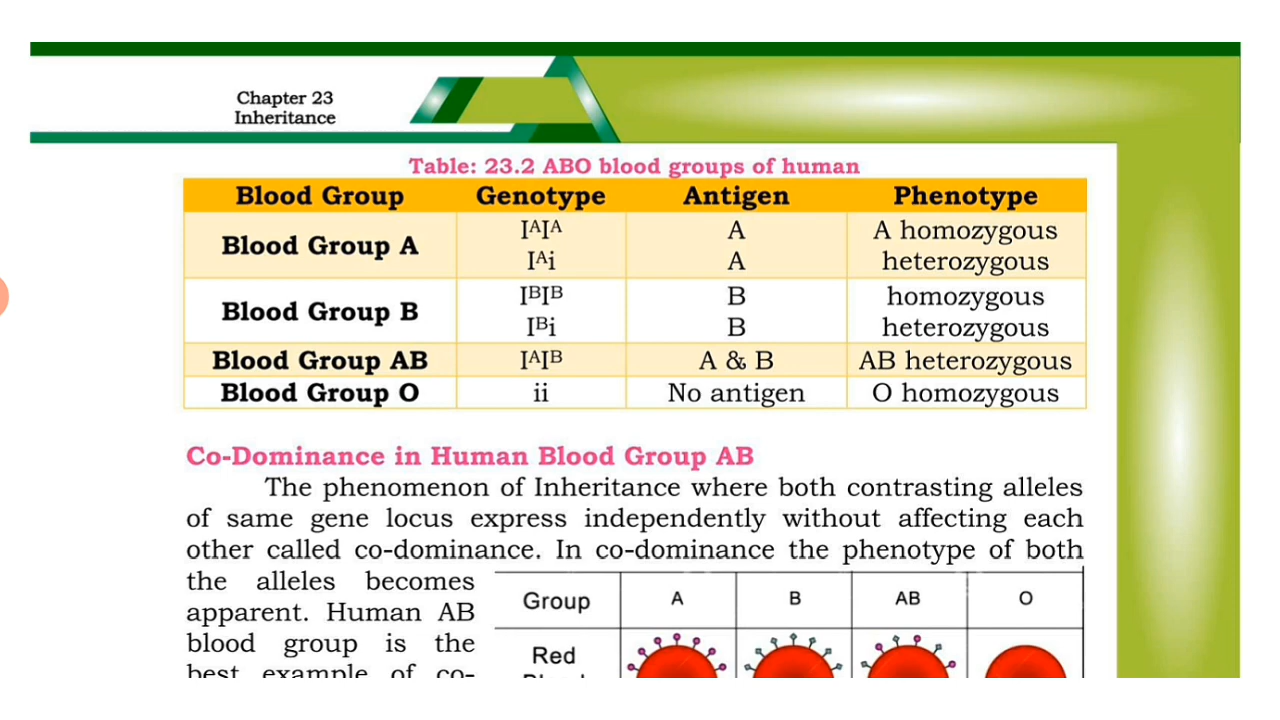 Chapter 23
Inheritance
Table: 23.2 ABO blood groups of human
Blood Group Genotype Antigen Phenotype
Blood Group A
IᴬIᴬ A A homozygous
Iᴬi A heterozygous
Blood Group B
IᴮIᴮ B homozygous
Iᴮi B heterozygous
Blood Group AB IᴬIᴮ A & B AB heterozygous
Blood Group O ii No antigen O homozygous
Co-Dominance in Human Blood Group AB
The phenomenon of Inheritance where both contrasting alleles
of same gene locus express independently without affecting each
other called co-dominance. In co-dominance the phenotype of both
the alleles becomes
apparent. Human AB
blood group is the
best example of co-
Group A B AB O
Red